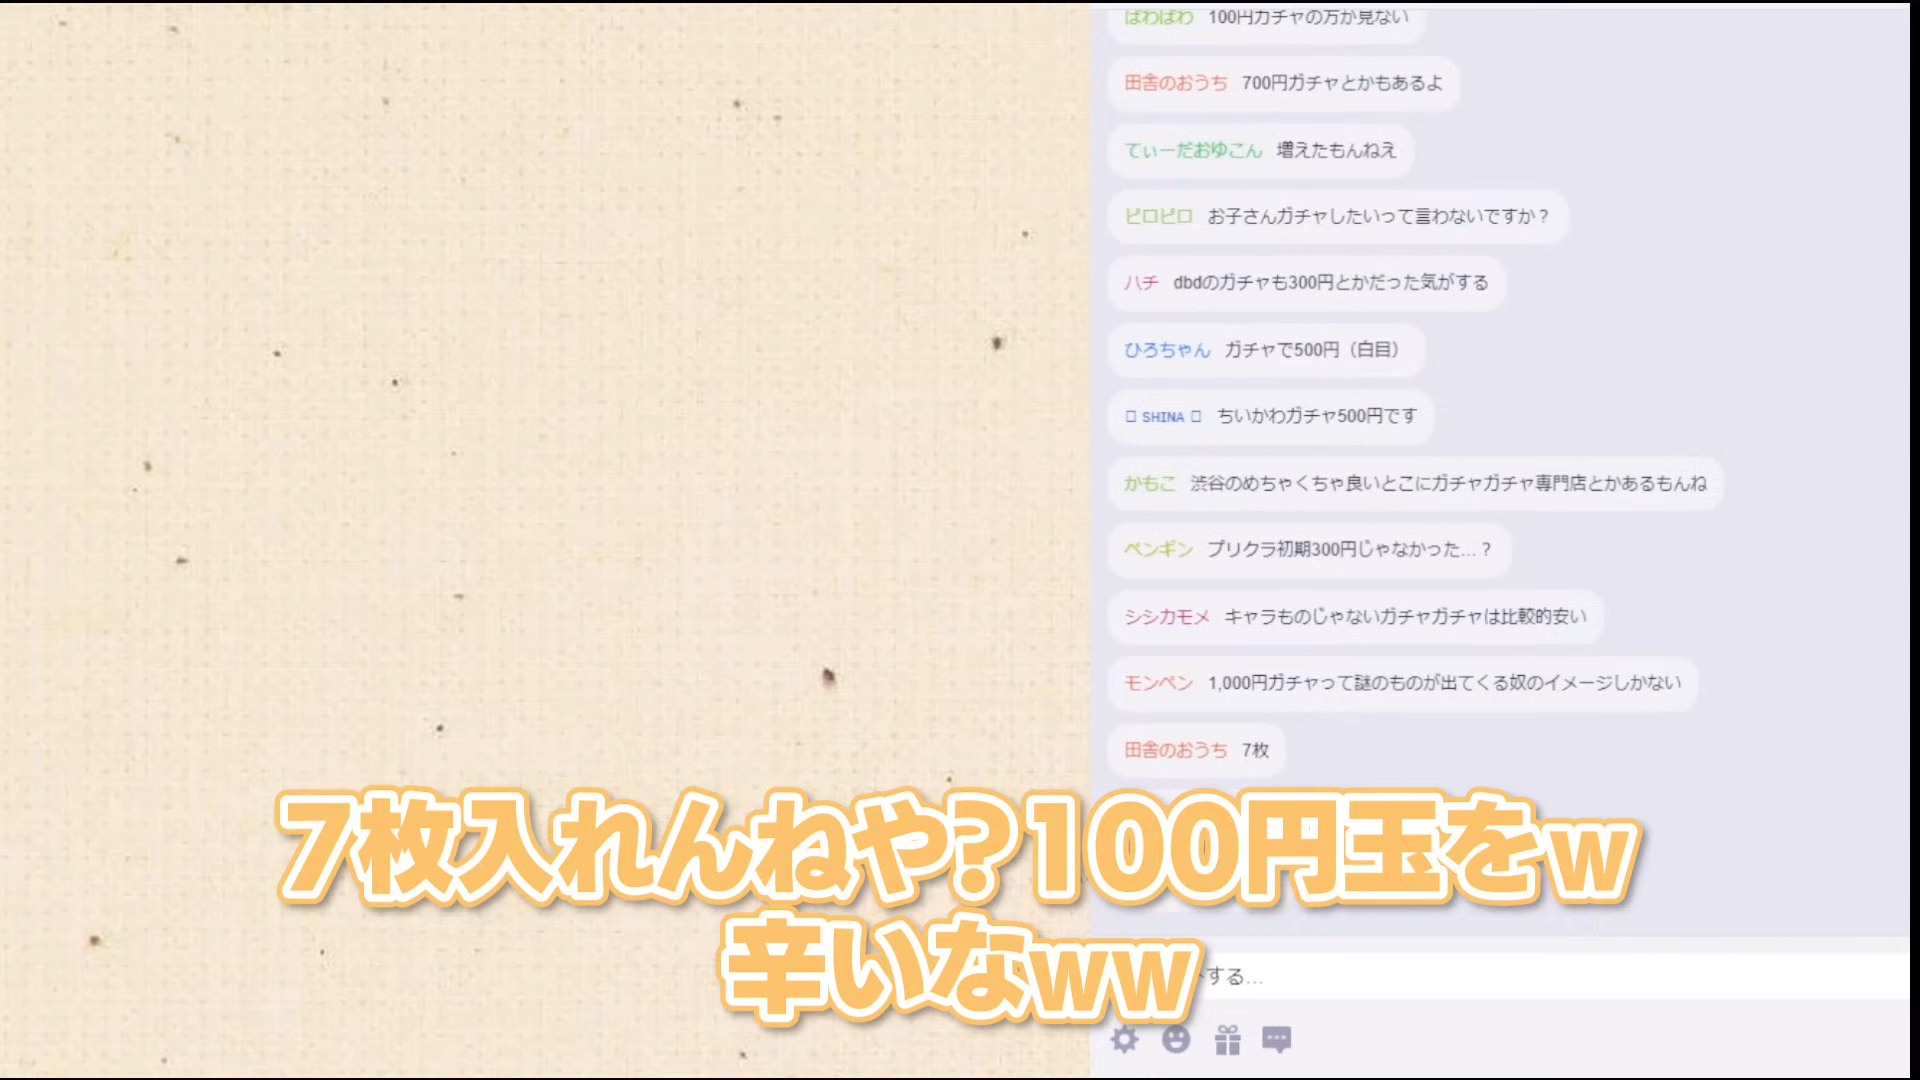 ぱわぱわ 100円ガチャの方が見ない
田舎のおうち 700円ガチャとかもあるよ
てぃーだおゆこん 増えたもんねえ
ピロピロ お子さんガチャしたいって言わないですか？
ハチ dbdのガチャも300円とかだった気がする
ひろちゃん ガチャで500円（白目）
SHINA ちいかわガチャ500円です
かもこ 渋谷のめちゃくちゃ良いとこにガチャガチャ専門店とかあるもんね
ペンギン プリクラ初期300円じゃなかった…？
シシカモメ キャラものじゃないガチャガチャは比較的安い
モンペン 1,000円ガチャって謎のものが出てくる奴のイメージしかない
田舎のおうち 7枚
7枚入れんねや?100円玉をw
辛いなww
する...